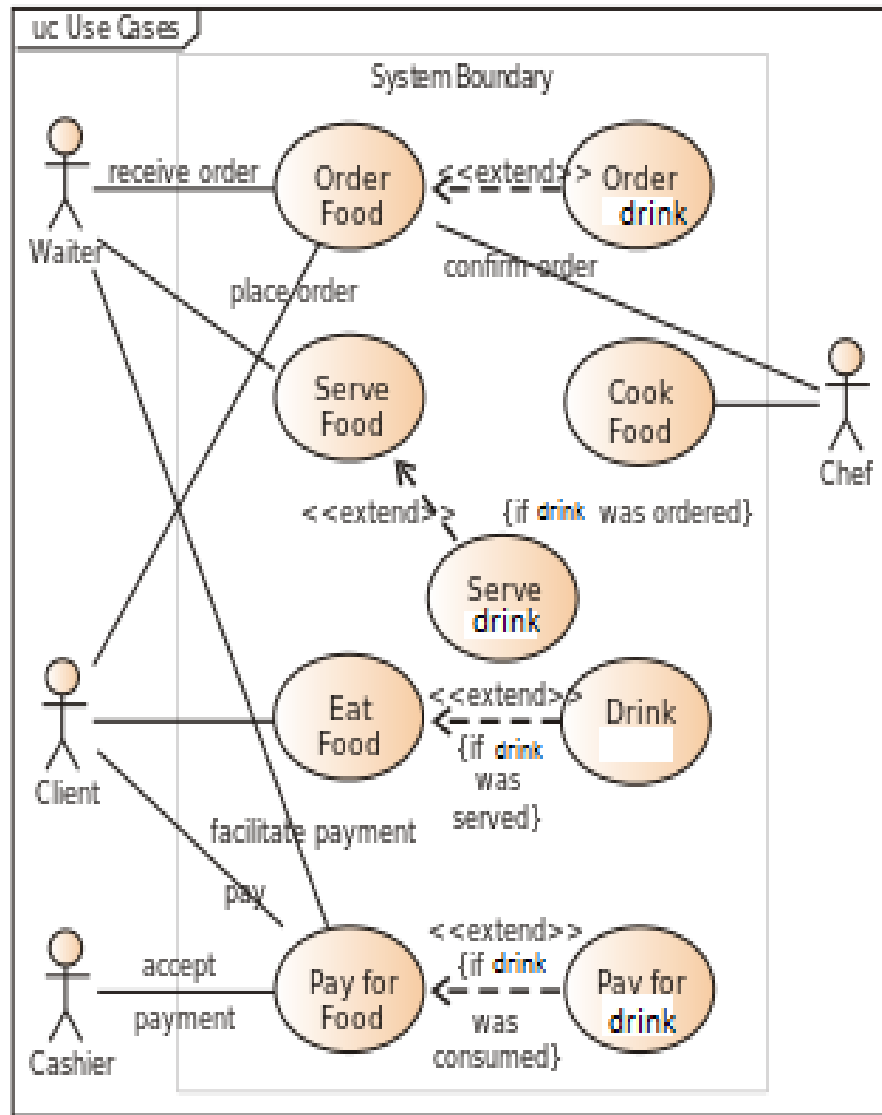 uc Use Cases
System Boundary
receive order
Order
Food
<<extend>>
Order
drink
Waiter
place order
confirm order
Serve
Food
Cook
Food
Chef
<<extend>>
{if drink was ordered}
Serve
drink
Eat
Food
<<extend>>
{if drink
was
served}
Drink
Client
facilitate payment
pay
accept
payment
Pay for
Food
<<extend>>
{if drink
was
consumed}
Pay for
drink
Cashier